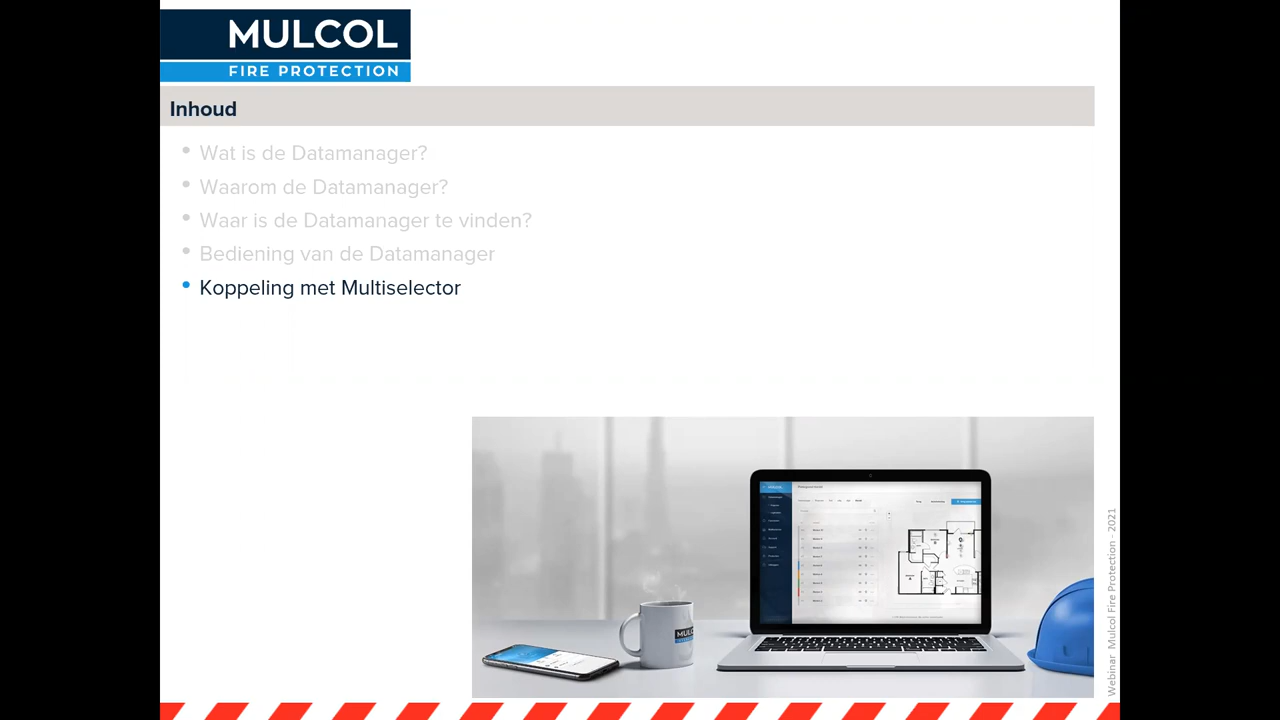 MULCOL
FIRE PROTECTION
Inhoud
• Wat is de Datamanager?
• Waarom de Datamanager?
• Waar is de Datamanager te vinden?
• Bediening van de Datamanager
• Koppeling met Multiselector
MULCOL
Webinar Mulcol Fire Protection - 2021